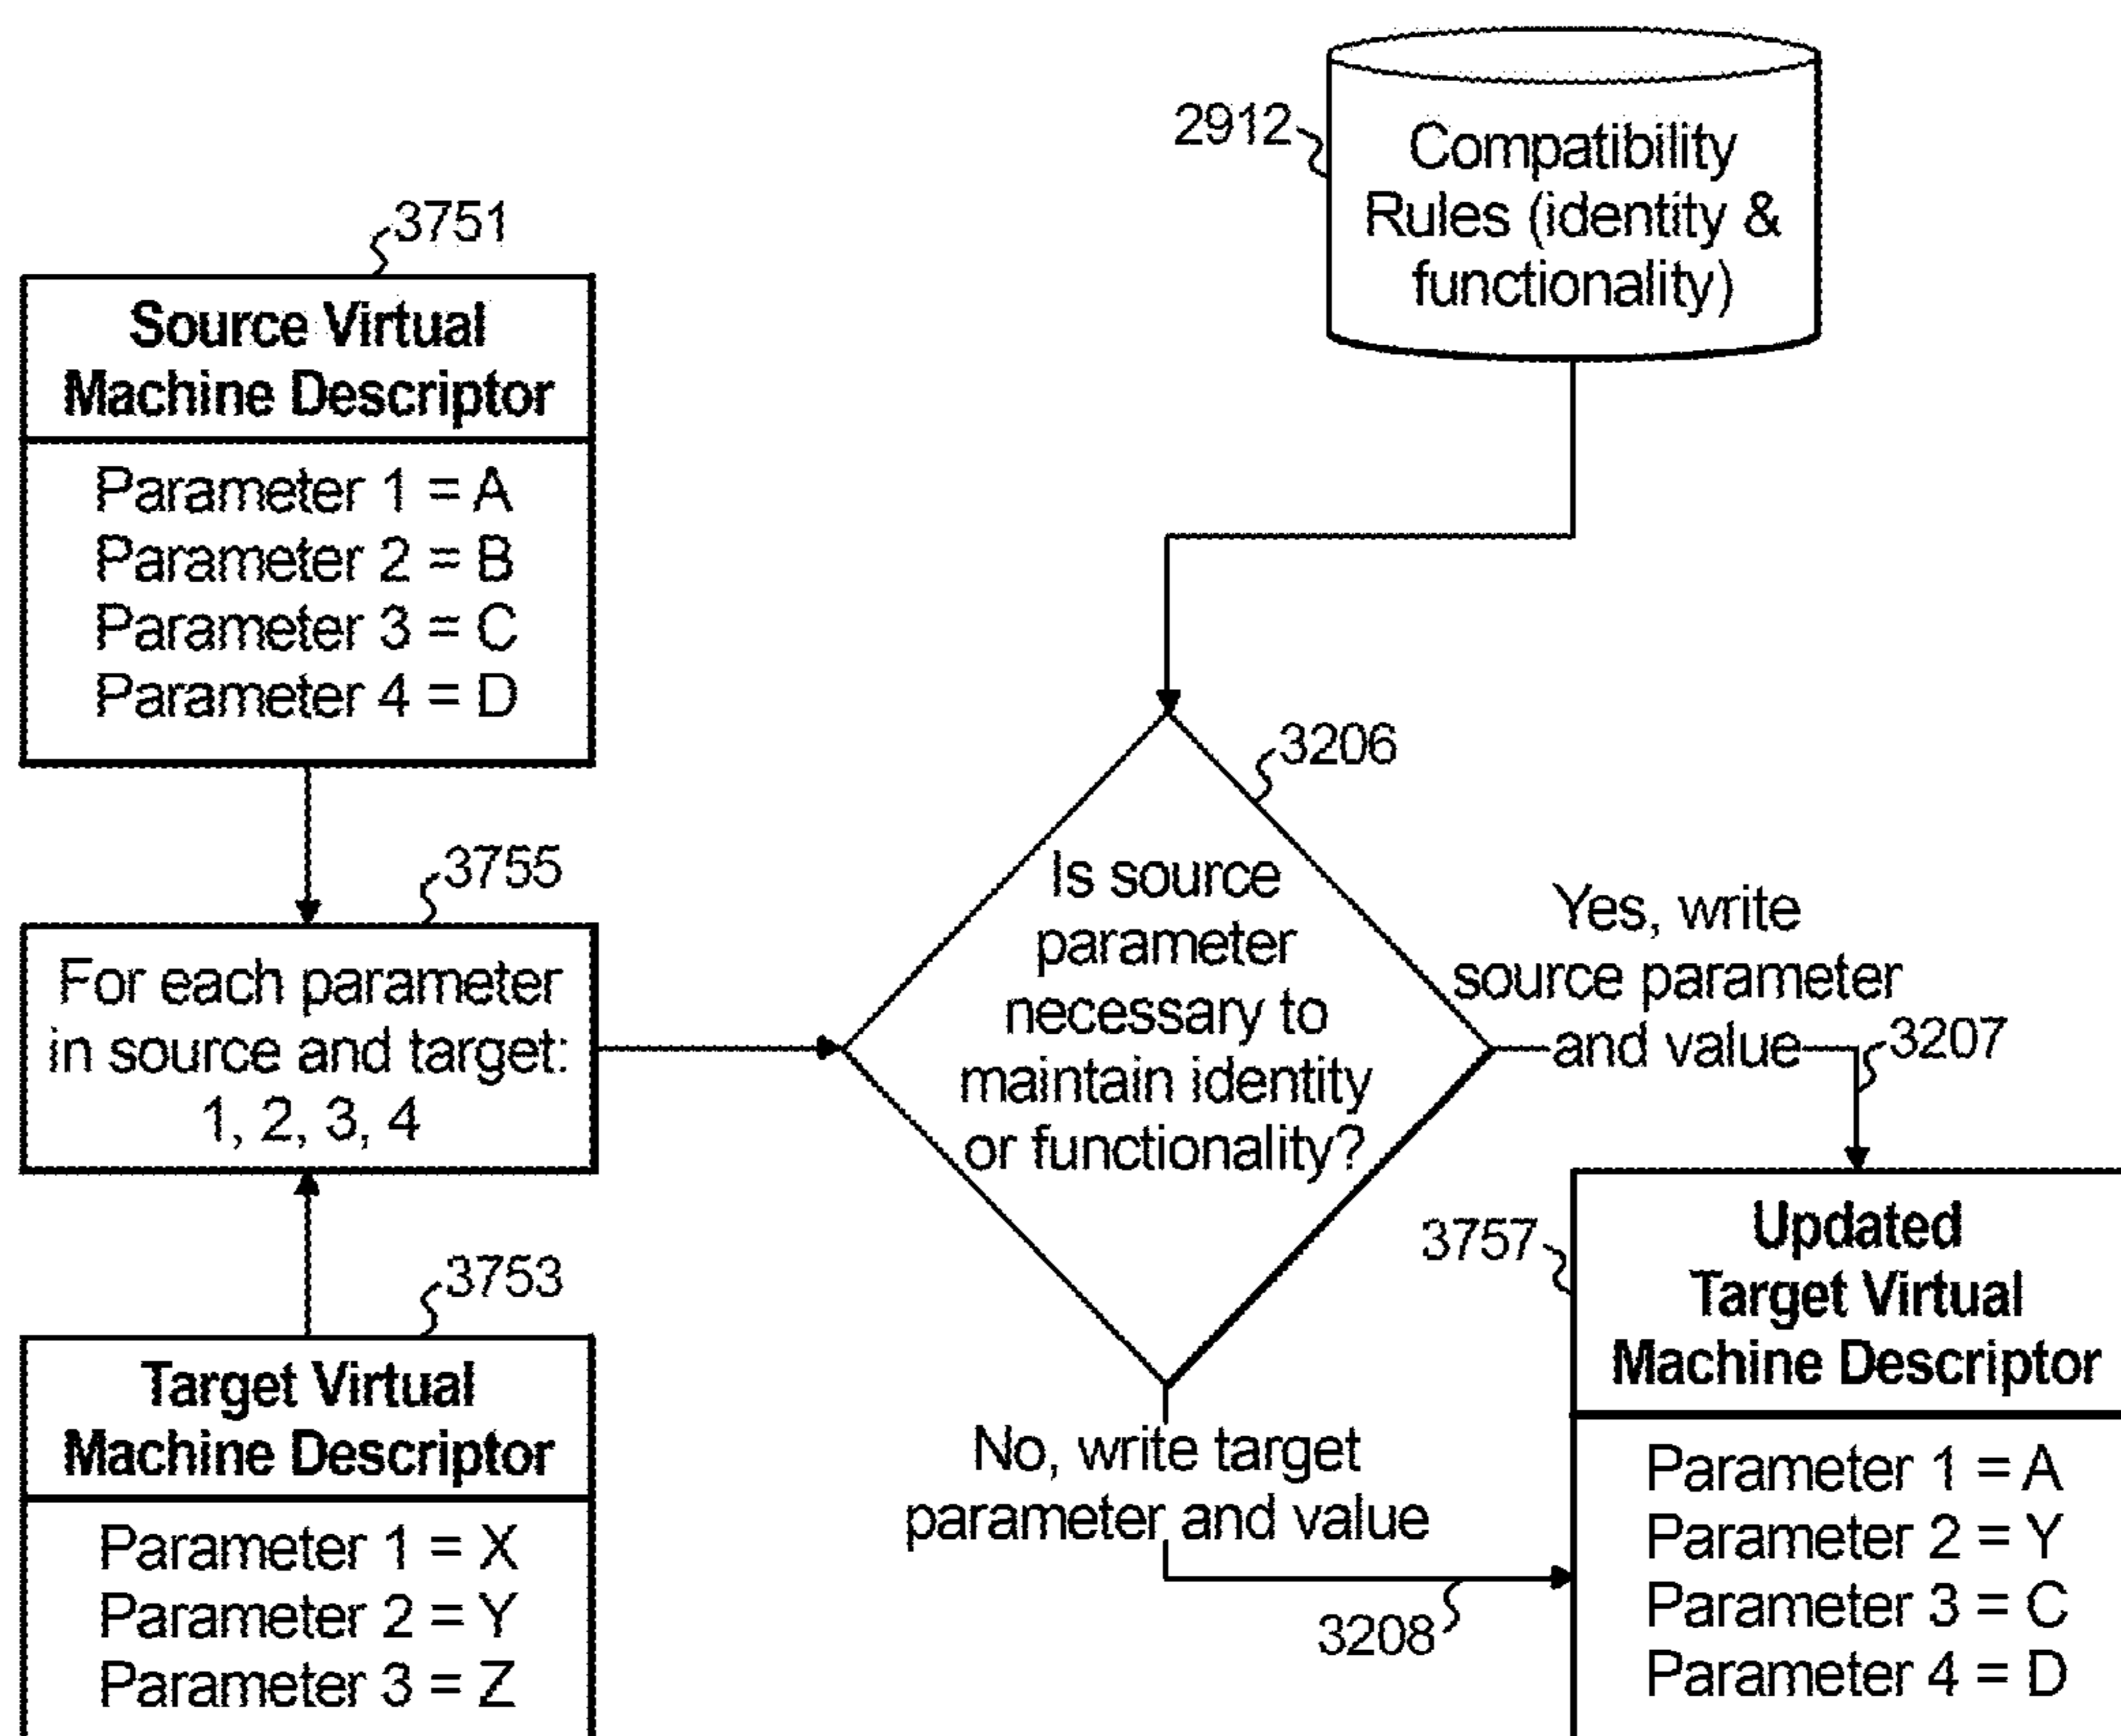 2912
Compatibility
Rules (identity &
functionality)
3751
Source Virtual
Machine Descriptor
Parameter 1 = A
Parameter 2 = B
Parameter 3 = C
Parameter 4 = D
3206
3755
For each parameter
in source and target:
1, 2, 3, 4
Is source
parameter
necessary to
maintain identity
or functionality?
Yes, write
source parameter
and value
3207
3753
Target Virtual
Machine Descriptor
Parameter 1 = X
Parameter 2 = Y
Parameter 3 = Z
No, write target
parameter and value
3208
3757
Updated
Target Virtual
Machine Descriptor
Parameter 1 = A
Parameter 2 = Y
Parameter 3 = C
Parameter 4 = D